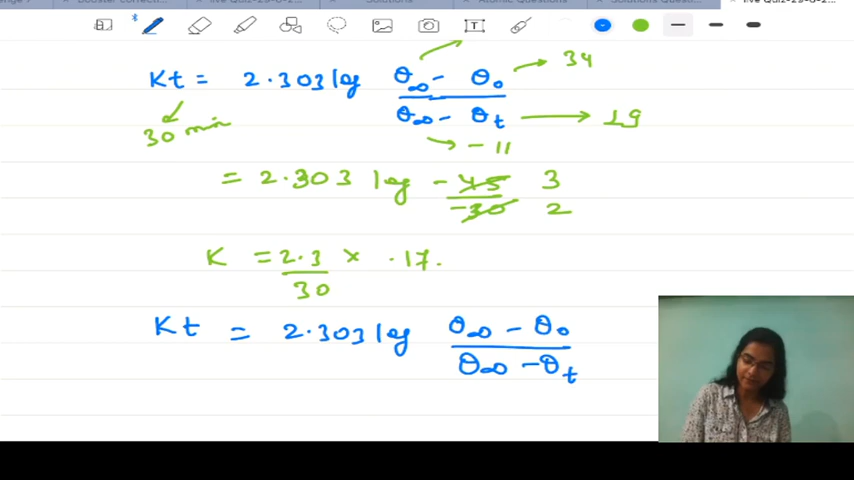 Kt = 2.303 log θ∞ - θ₀ → 34
30 min θ∞ - θt → 19
→ -11
= 2.303 log -45 3
-30 2
K = 2.3 × .17.
30
Kt = 2.303 log θ∞ - θ₀
θ∞ - θt